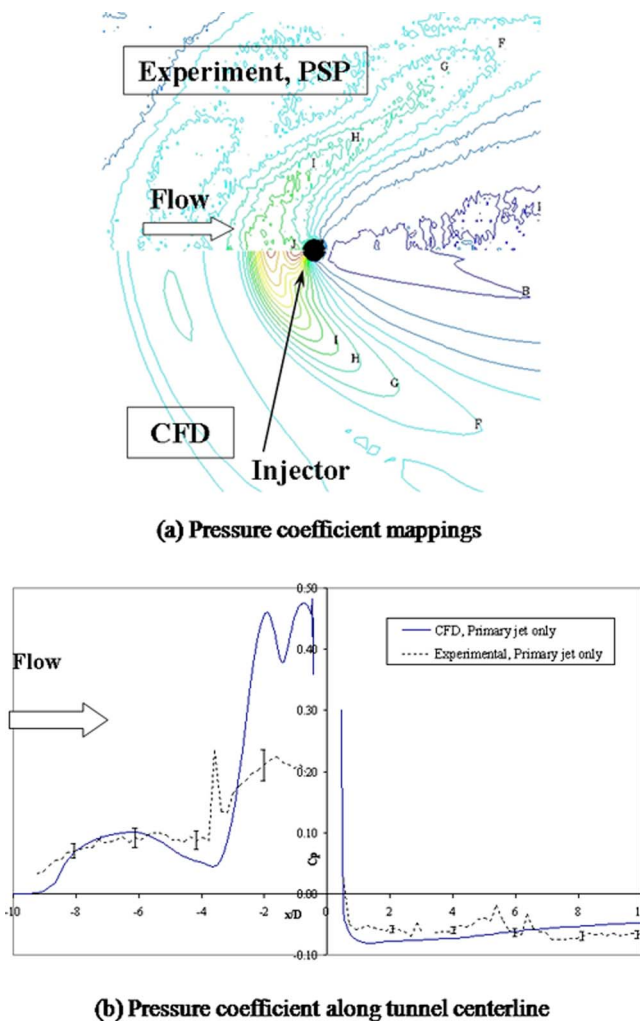 Experiment, PSP
F
G
H
I
Flow
J
B
I
H
G
F
CFD
Injector
(a) Pressure coefficient mappings
0.50
CFD, Primary jet only
Experimental, Primary jet only
0.40
Flow
0.30
0.20
0.10
Cp
0.00
-10 -8 -6 -4 -2 0 2 4 6 8 10
x/D
-0.10
(b) Pressure coefficient along tunnel centerline